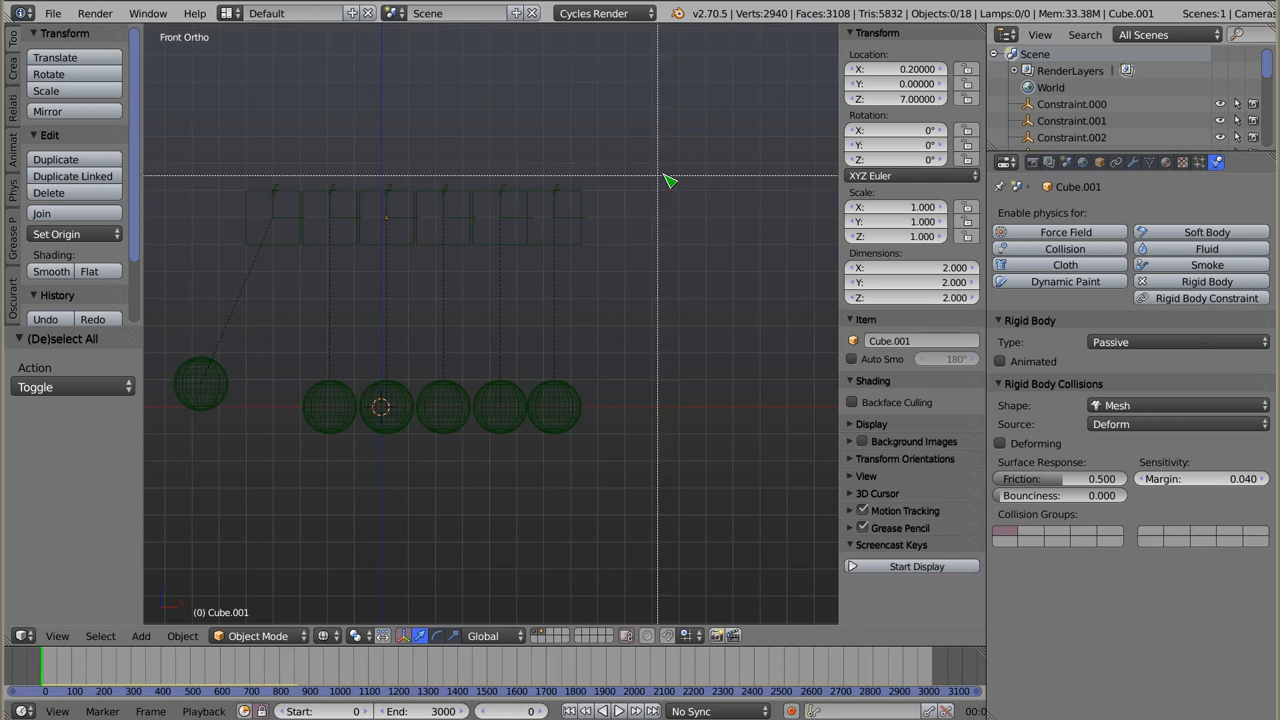 File Render Window Help Default Scene Cycles Render v2.70.5 | Verts:2940 | Faces:3108 | Tris:5832 | Objects:0/18 | Lamps:0/0 | Mem:33.38M | Cube.001 Scenes:1 | Cameras
Too
Crea
Relati
Animat
Phys
Grease P
Oscurart
Transform
Translate
Rotate
Scale
Mirror
Edit
Duplicate
Duplicate Linked
Delete
Join
Set Origin
Shading:
Smooth Flat
History
Undo Redo
(De)select All
Action
Toggle
Front Ortho
Z Z Z Z Z Z
(0) Cube.001
Transform
Location:
X: 0.20000
Y: 0.00000
Z: 7.00000
Rotation:
X: 0°
Y: 0°
Z: 0°
XYZ Euler
Scale:
X: 1.000
Y: 1.000
Z: 1.000
Dimensions:
X: 2.000
Y: 2.000
Z: 2.000
Item
Cube.001
Auto Smo 180°
Shading
Backface Culling
Display
Background Images
Transform Orientations
View
3D Cursor
Motion Tracking
Grease Pencil
Screencast Keys
Start Display
View Search All Scenes
Scene
RenderLayers
World
Constraint.000
Constraint.001
Constraint.002
Cube.001
Enable physics for:
Force Field Soft Body
Collision Fluid
Cloth Smoke
Dynamic Paint Rigid Body
Rigid Body Constraint
Rigid Body
Type: Passive
Animated
Rigid Body Collisions
Shape: Mesh
Source: Deform
Deforming
Surface Response: Sensitivity:
Friction: 0.500 Margin: 0.040
Bounciness: 0.000
Collision Groups:
View Select Add Object Object Mode Global
0 100 200 300 400 500 600 700 800 900 1000 1100 1200 1300 1400 1500 1600 1700 1800 1900 2000 2100 2200 2300 2400 2500 2600 2700 2800 2900 3000 3100
View Marker Frame Playback Start: 0 End: 3000 0 No Sync 00:0